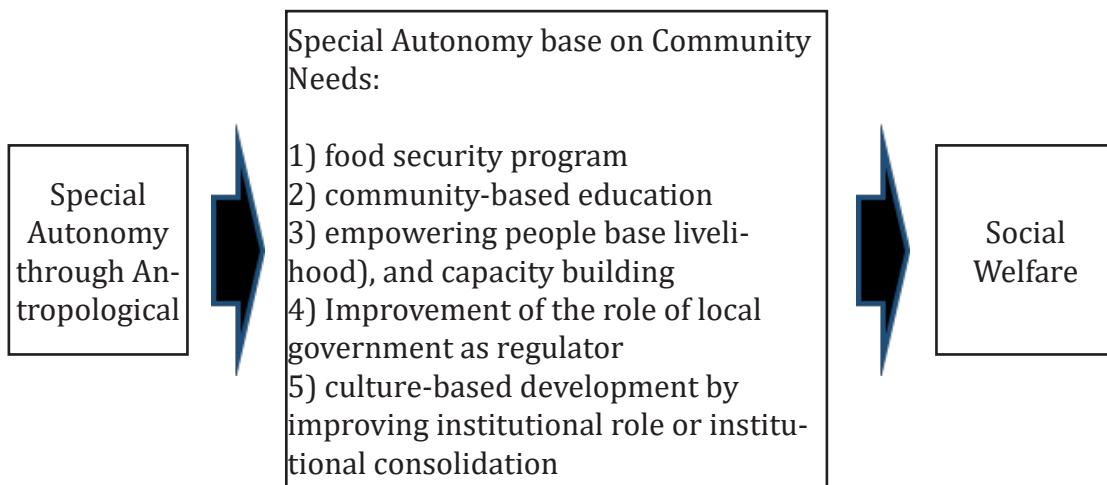 Special
Autonomy
through An-
tropological
Special Autonomy base on Community
Needs:
1) food security program
2) community-based education
3) empowering people base liveli-
hood), and capacity building
4) Improvement of the role of local
government as regulator
5) culture-based development by
improving institutional role or institu-
tional consolidation
Social
Welfare